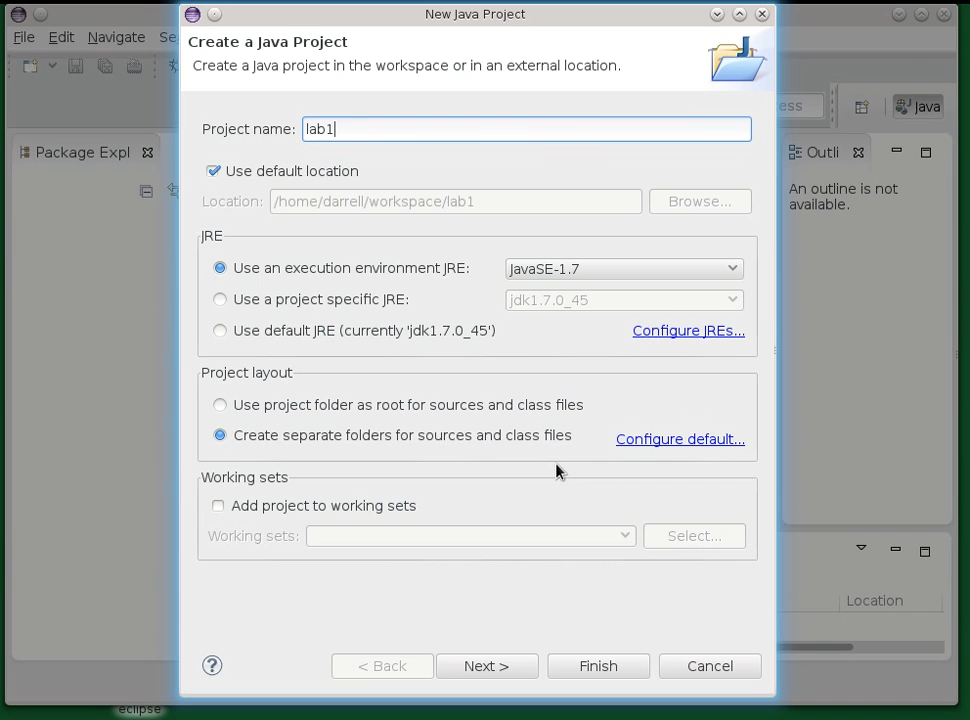 New Java Project
File Edit Navigate Se
Create a Java Project
Create a Java project in the workspace or in an external location.
ess
Java
Project name: lab1
Package Expl
Outli
Use default location
An outline is not
available.
Location: /home/darrell/workspace/lab1 Browse...
JRE
Use an execution environment JRE: JavaSE-1.7
Use a project specific JRE: jdk1.7.0_45
Use default JRE (currently 'jdk1.7.0_45') Configure JREs...
Project layout
Use project folder as root for sources and class files
Create separate folders for sources and class files Configure default...
Working sets
Add project to working sets
Working sets: Select...
Location
? < Back Next > Finish Cancel
eclipse